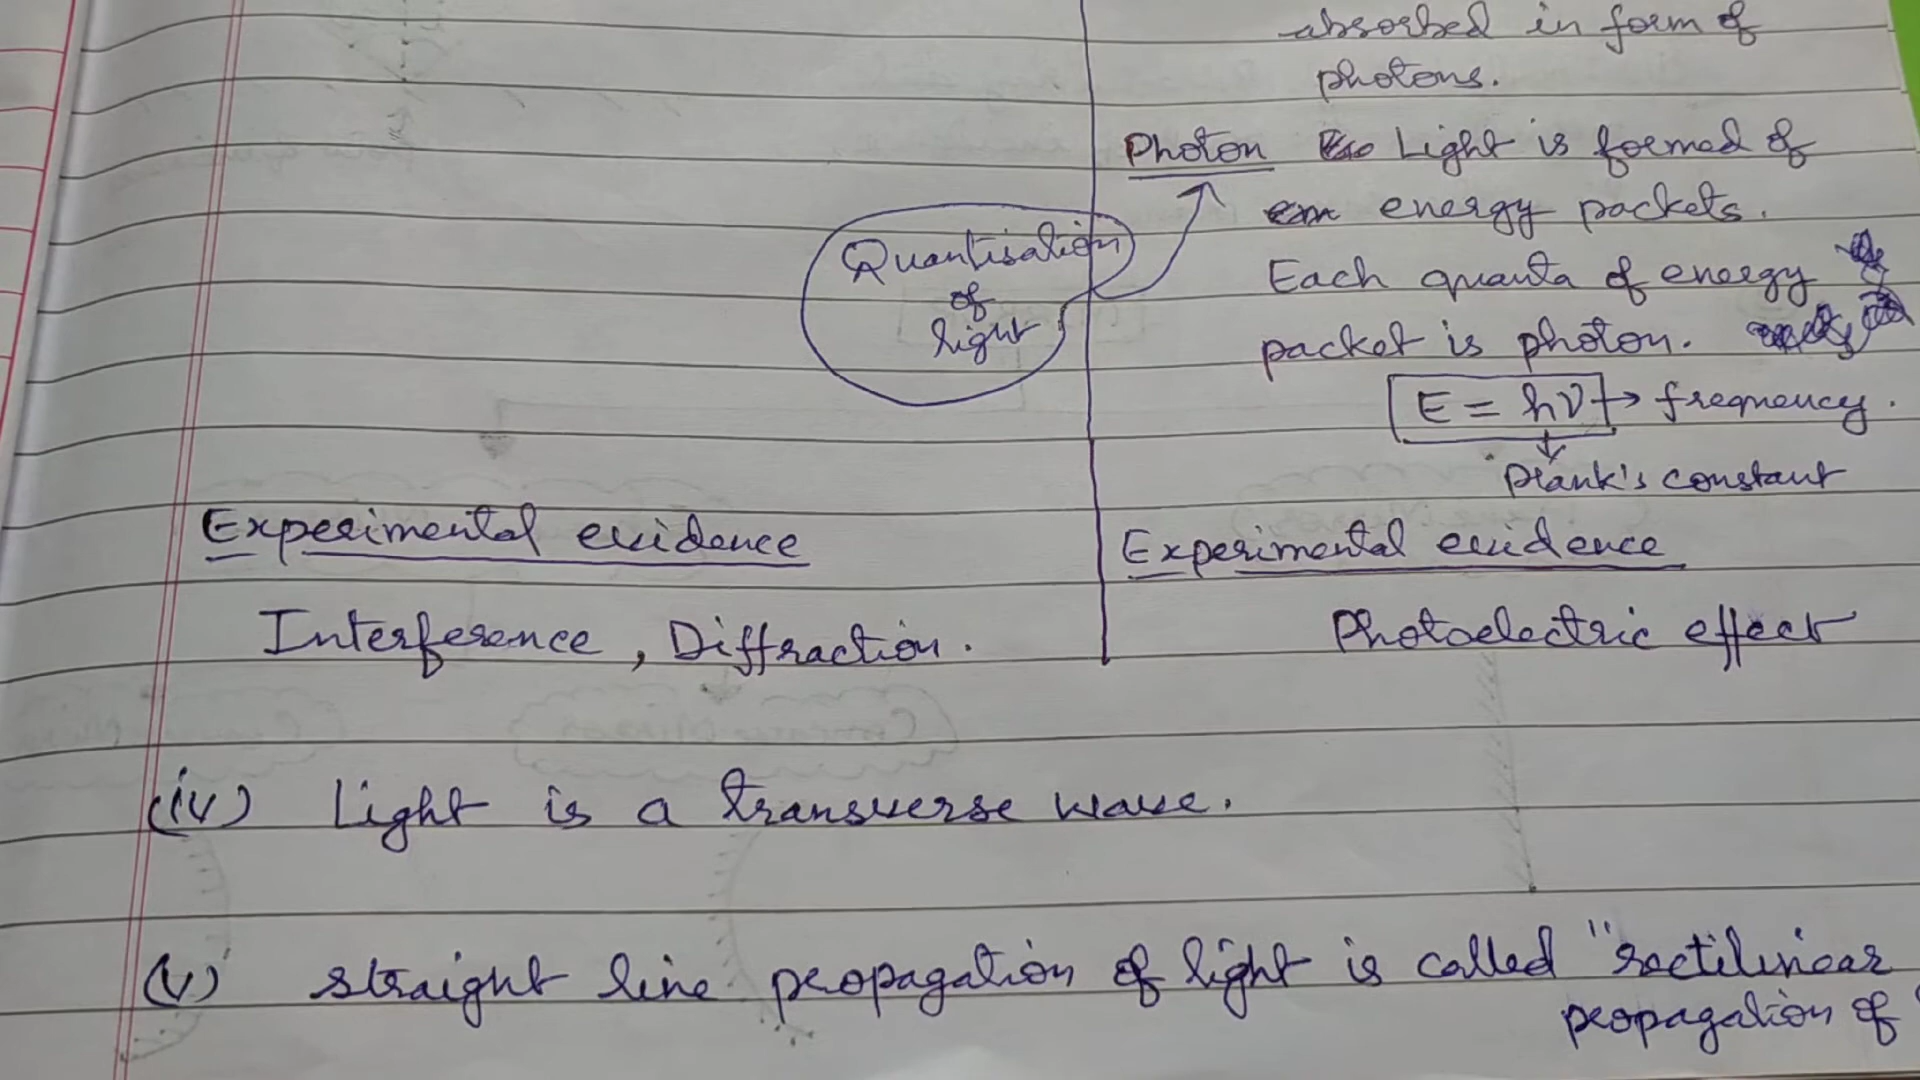 absorbed in form of
photons.
Photon Light is formed of
energy packets.
Quantisation
of
light
Each quanta of energy
packet is photon.
E = hν → frequency.
Plank's constant
Experimental evidence
Interference, Diffraction.
Experimental evidence
Photoelectric effect
(iv) Light is a transverse wave.
(v) straight line propagation of light is called "rectilinear
propagation of